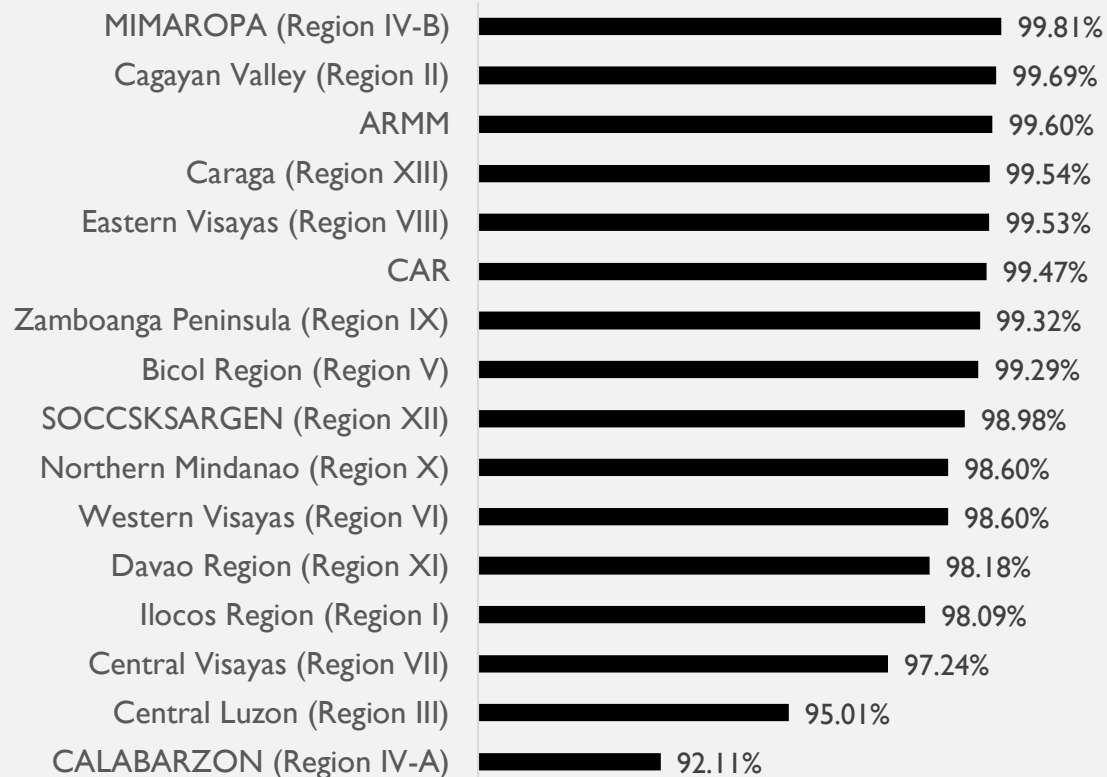 MIMAROPA (Region IV-B) 99.81%
Cagayan Valley (Region II) 99.69%
ARMM 99.60%
Caraga (Region XIII) 99.54%
Eastern Visayas (Region VIII) 99.53%
CAR 99.47%
Zamboanga Peninsula (Region IX) 99.32%
Bicol Region (Region V) 99.29%
SOCCSKSARGEN (Region XII) 98.98%
Northern Mindanao (Region X) 98.60%
Western Visayas (Region VI) 98.60%
Davao Region (Region XI) 98.18%
Ilocos Region (Region I) 98.09%
Central Visayas (Region VII) 97.24%
Central Luzon (Region III) 95.01%
CALABARZON (Region IV-A) 92.11%